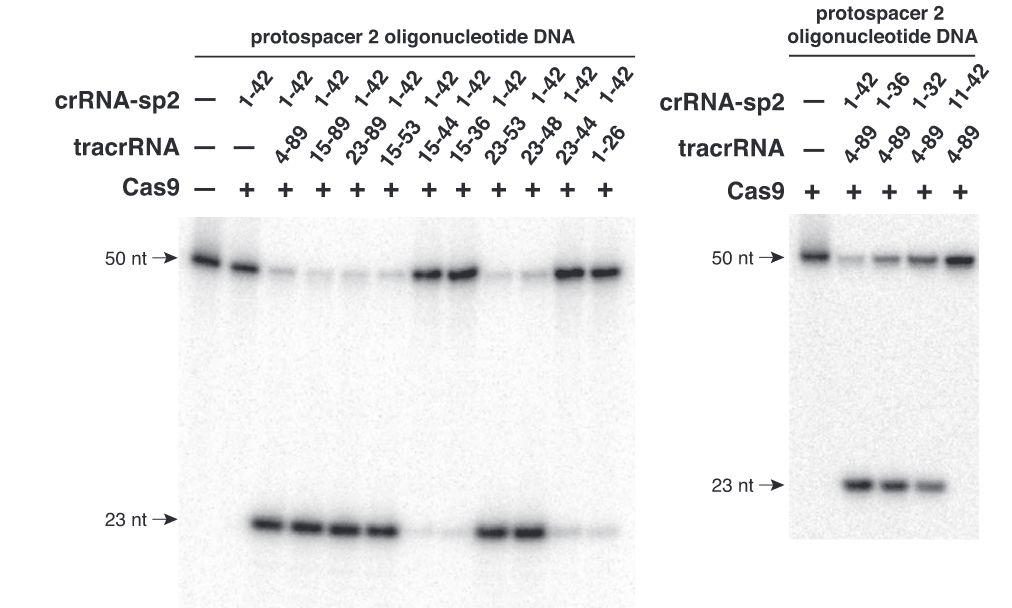 protospacer 2 oligonucleotide DNA
crRNA-sp2 — 1-42 1-42 1-42 1-42 1-42 1-42 1-42 1-42 1-42 1-42 1-42
tracrRNA — — 4-89 15-89 23-89 15-53 15-44 15-36 23-53 23-48 23-44 1-26
Cas9 — + + + + + + + + + + +
50 nt →
23 nt →
protospacer 2
oligonucleotide DNA
crRNA-sp2 — 1-42 1-36 1-32 11-42
tracrRNA — 4-89 4-89 4-89 4-89
Cas9 + + + + +
50 nt →
23 nt →